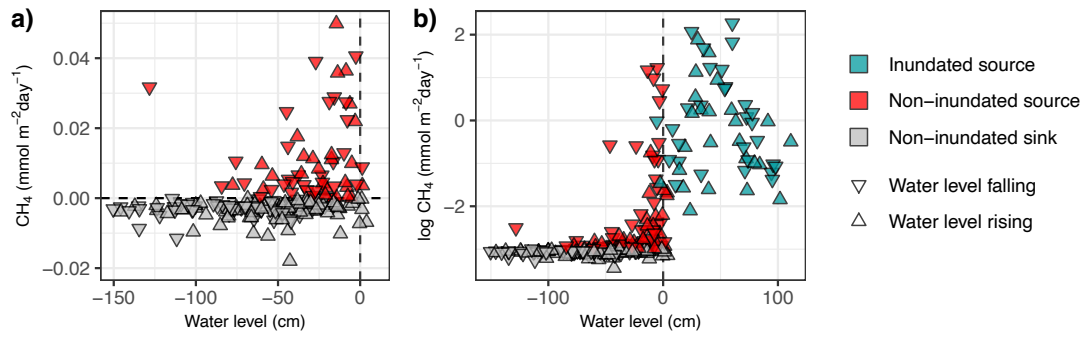 a)
CH₄ (mmol m⁻²day⁻¹)
0.04
0.02
0.00
−0.02
−150
−100
−50
0
Water level (cm)
b)
log CH₄ (mmol m⁻²day⁻¹)
2
0
−2
−100
0
100
Water level (cm)
Inundated source
Non−inundated source
Non−inundated sink
Water level falling
Water level rising